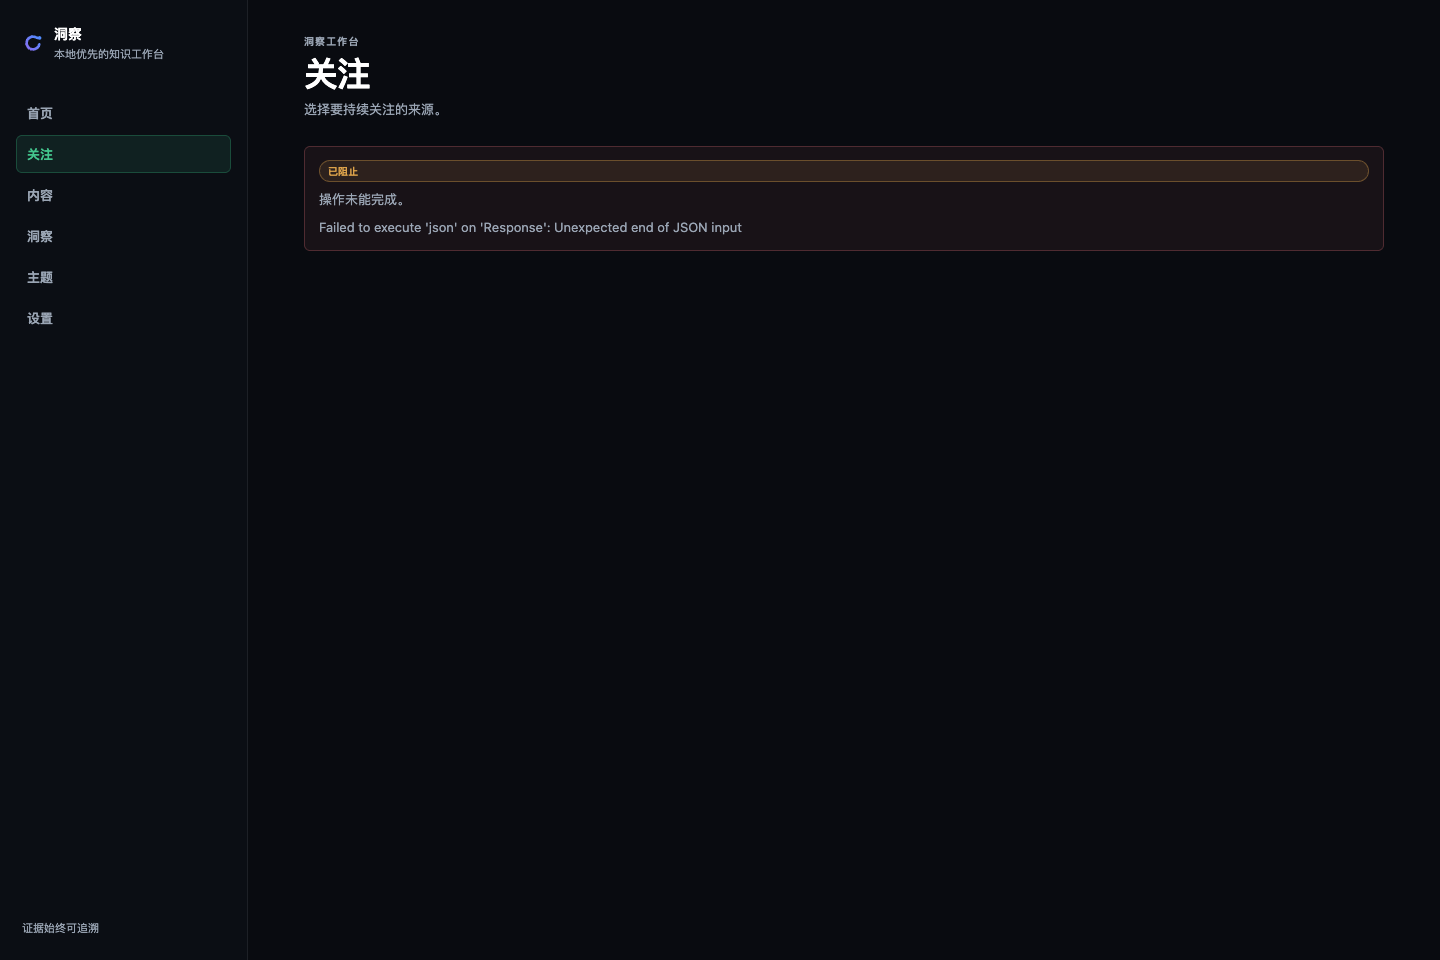 洞察
本地优先的知识工作台
首页
关注
内容
洞察
主题
设置
证据始终可追溯
洞察工作台
关注
选择要持续关注的来源。
已阻止
操作未能完成。
Failed to execute 'json' on 'Response': Unexpected end of JSON input